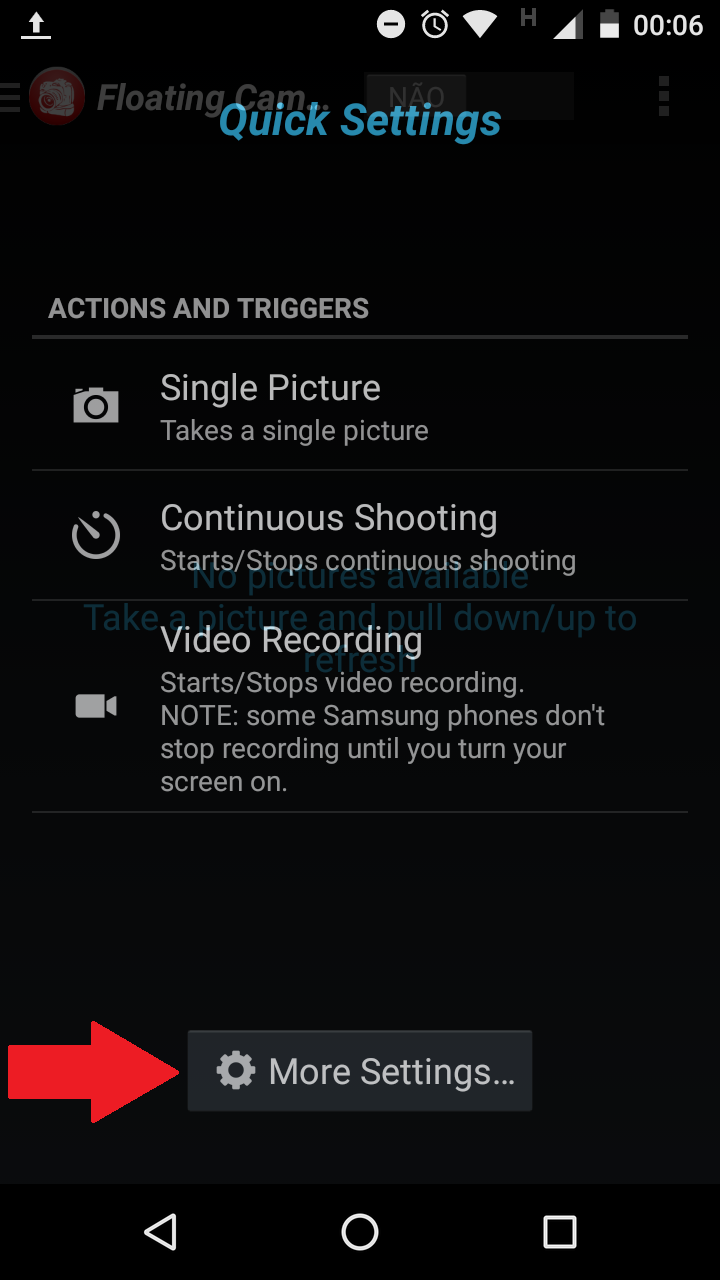 H
00:06
Floating Cam...
NÃO
Quick Settings
ACTIONS AND TRIGGERS
Single Picture
Takes a single picture
Continuous Shooting
Starts/Stops continuous shooting
No pictures available
Take a picture and pull down/up to
refresh
Video Recording
Starts/Stops video recording.
NOTE: some Samsung phones don't
stop recording until you turn your
screen on.
More Settings...